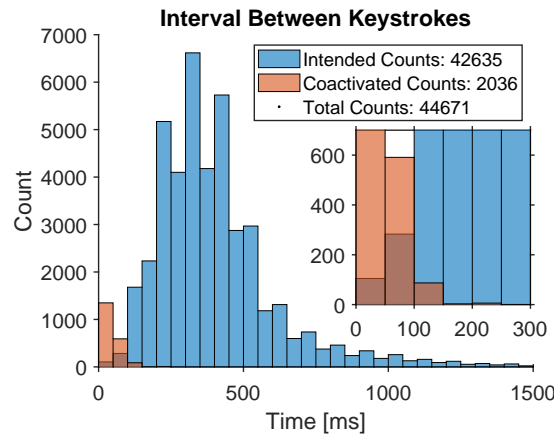 Interval Between Keystrokes
7000
6000
5000
4000
3000
2000
1000
0
Count
Intended Counts: 42635
Coactivated Counts: 2036
Total Counts: 44671
600
400
200
0
0 100 200 300
0 500 1000 1500
Time [ms]